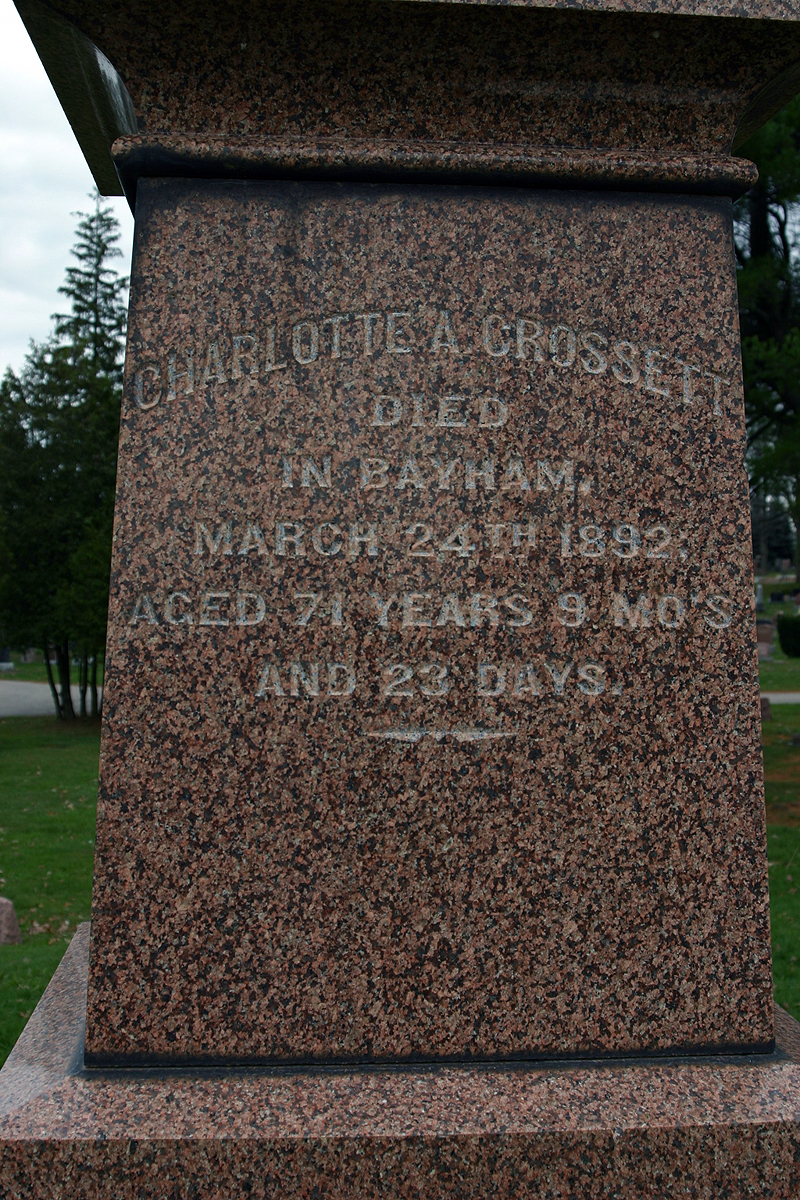 CHARLOTTE A. CROSSETT
DIED
IN BAYHAM,
MARCH 24TH 1892;
AGED 71 YEARS 9 MO'S
AND 23 DAYS.